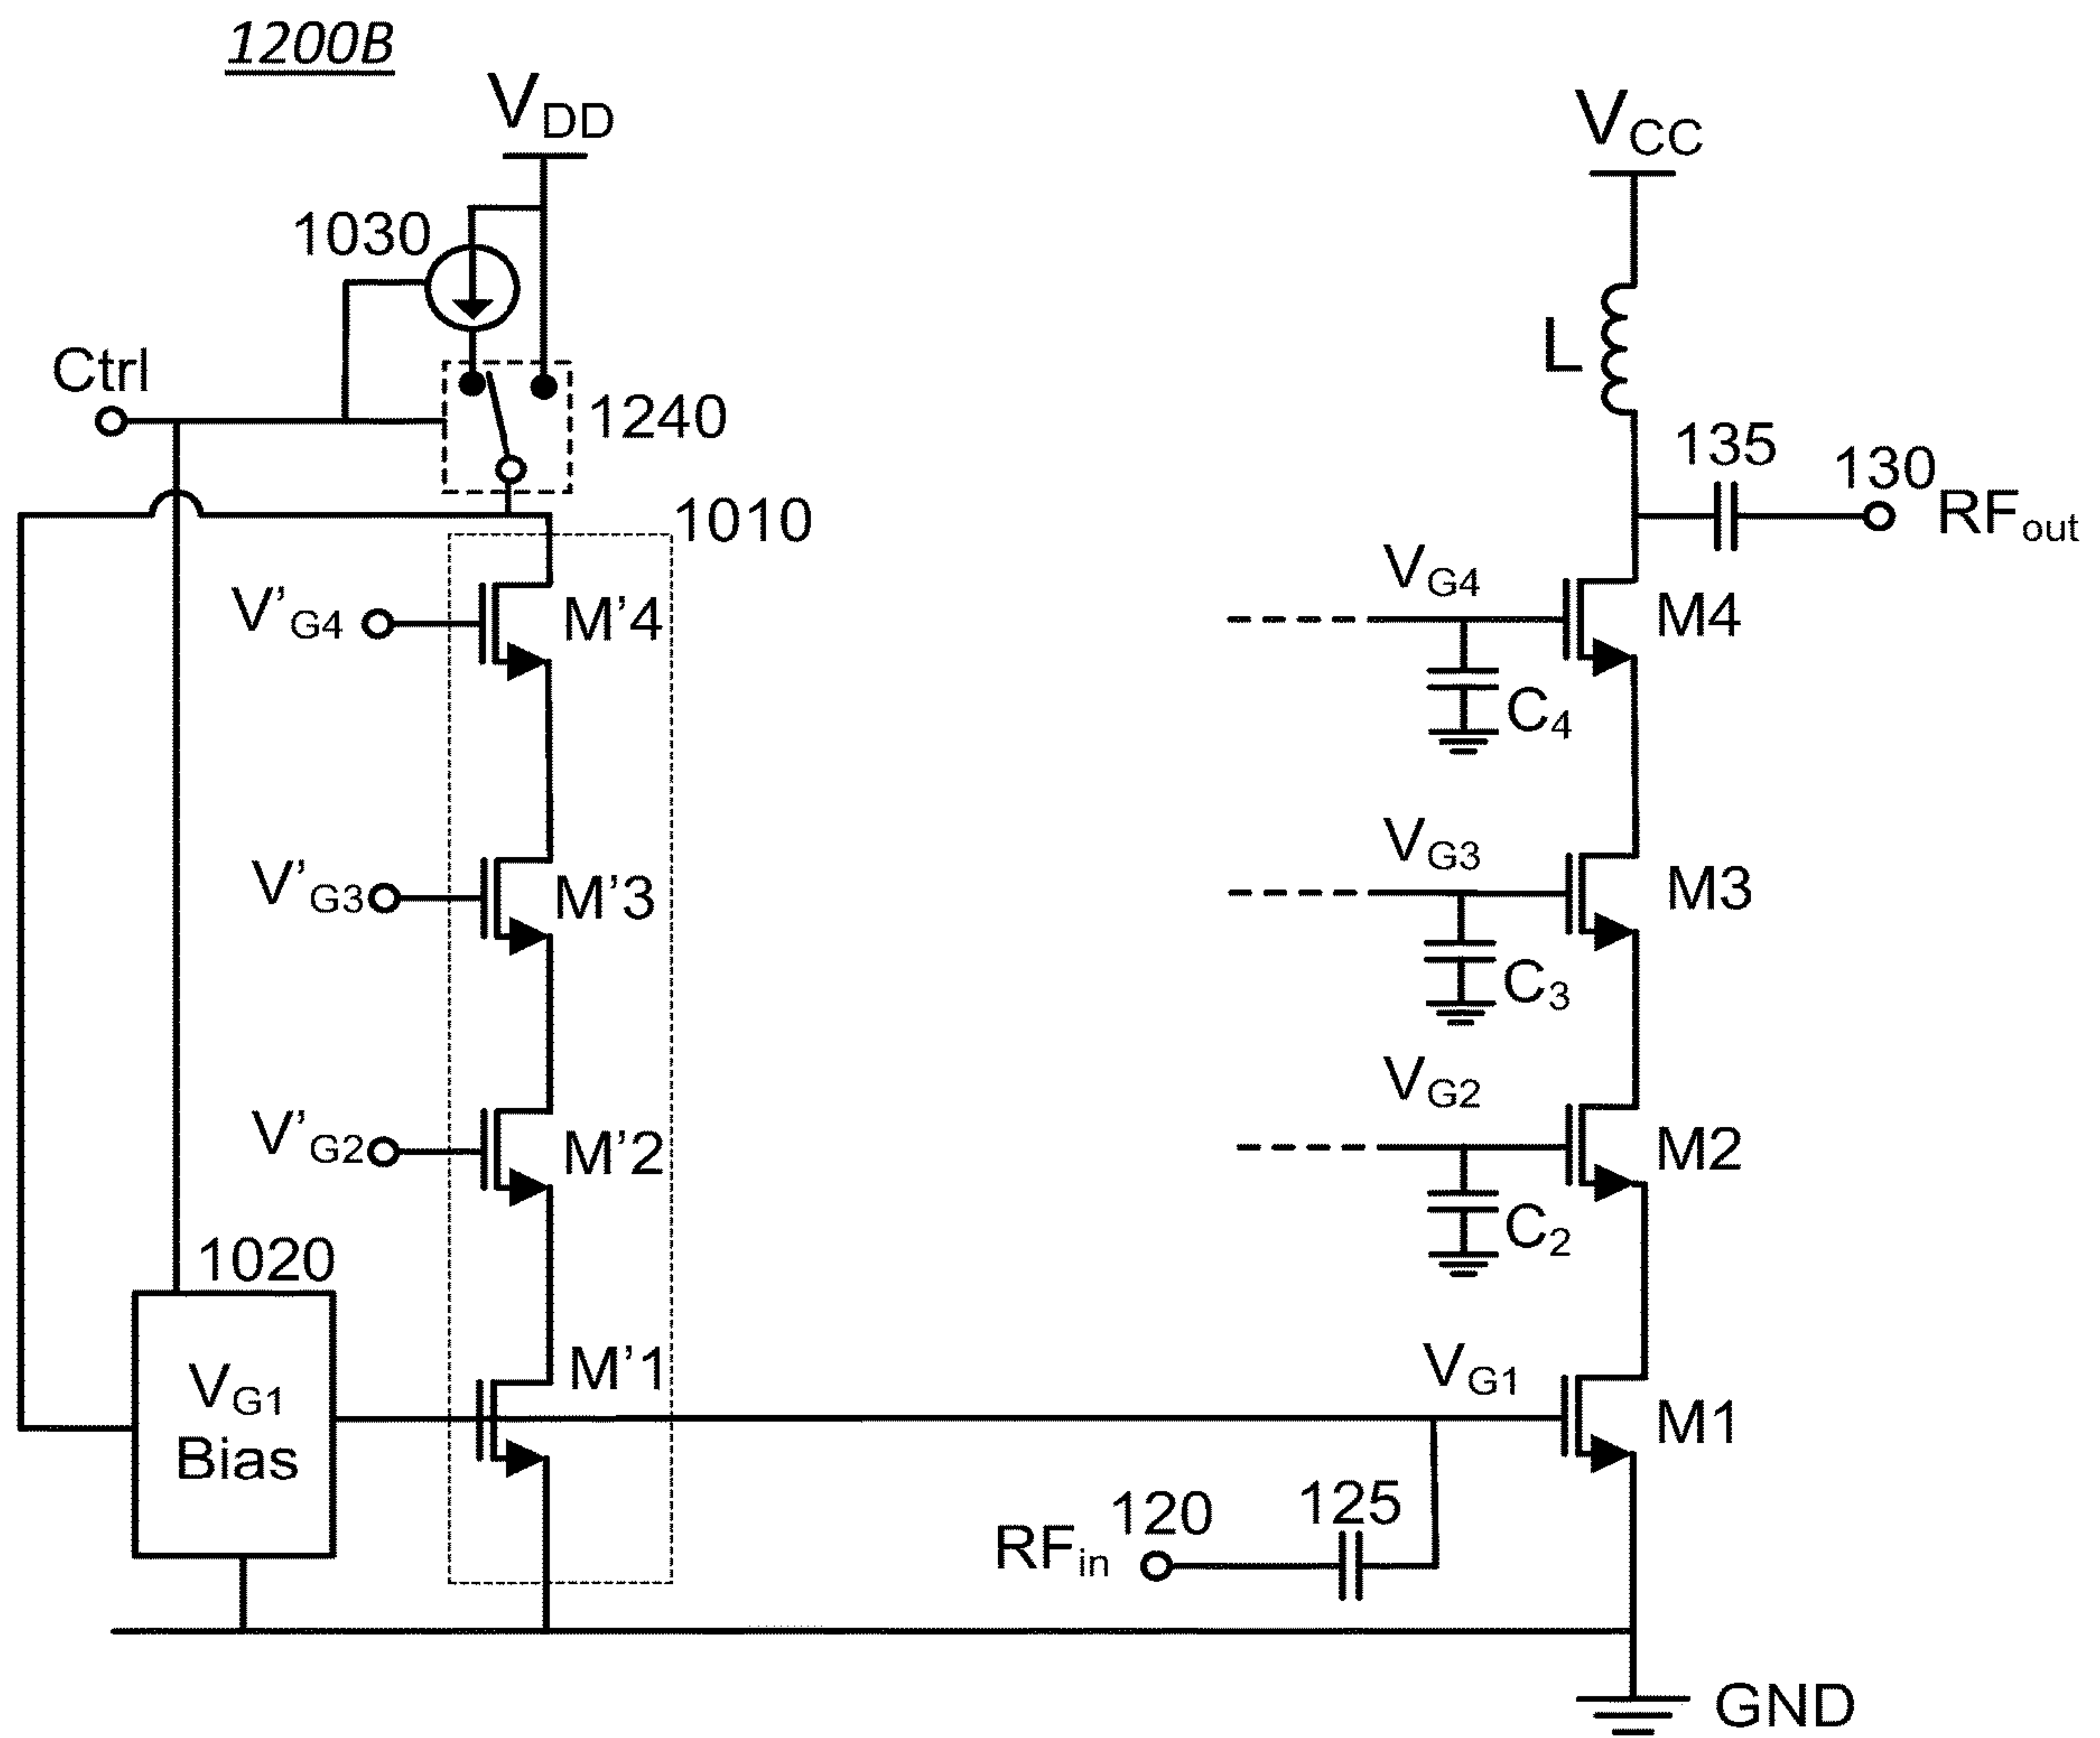 1200B
VDD
VCC
1030
L
Ctrl
1240
135
130
RFout
1010
VG4
V'G4
M'4
M4
C4
VG3
V'G3
M'3
M3
C3
VG2
V'G2
M'2
M2
C2
1020
VG1
Bias
M'1
VG1
M1
RFin
120
125
GND